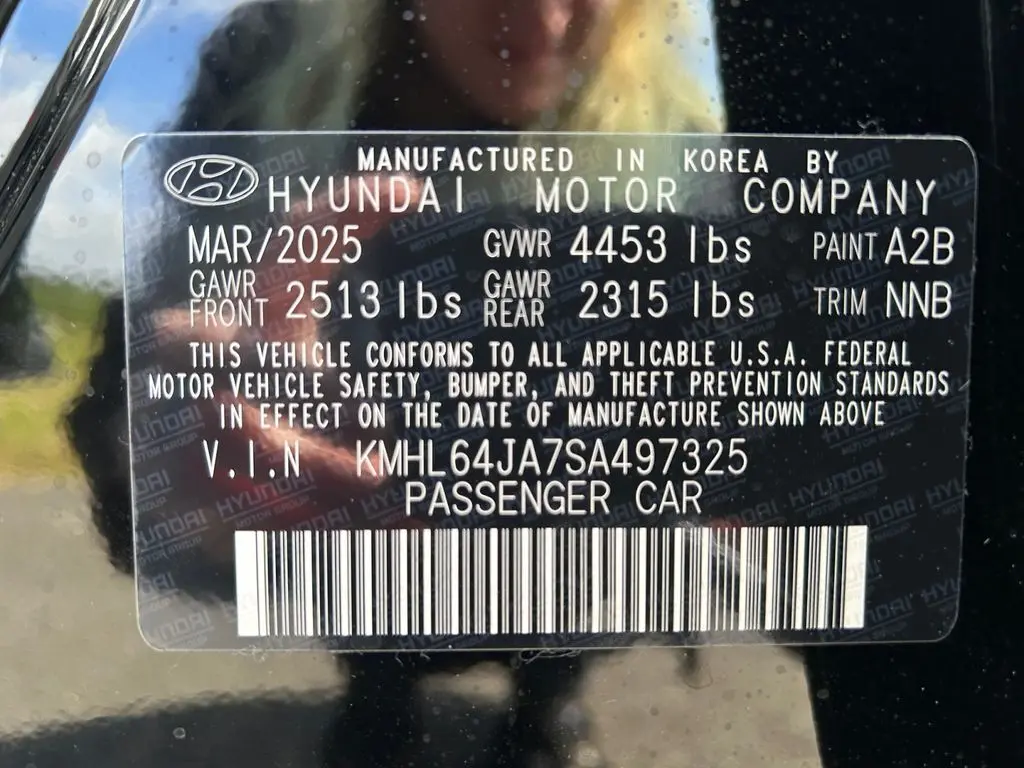 MANUFACTURED IN KOREA BY
HYUNDAI MOTOR COMPANY
MAR/2025 GVWR 4453 lbs PAINT A2B
GAWR FRONT 2513 lbs GAWR REAR 2315 lbs TRIM NNB
THIS VEHICLE CONFORMS TO ALL APPLICABLE U.S.A. FEDERAL
MOTOR VEHICLE SAFETY, BUMPER, AND THEFT PREVENTION STANDARDS
IN EFFECT ON THE DATE OF MANUFACTURE SHOWN ABOVE
V.I.N KMHL64JA7SA497325
PASSENGER CAR